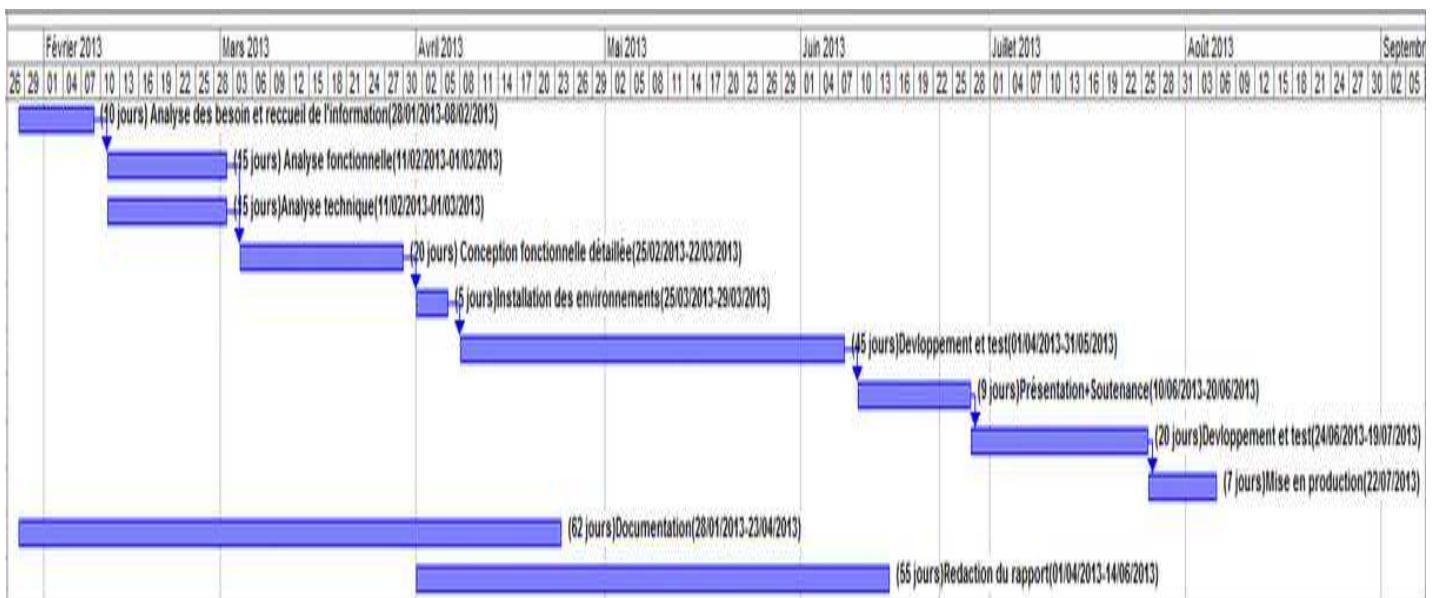 Février 2013 Mars 2013 Avril 2013 Mai 2013 Juin 2013 Juillet 2013 Août 2013 Septembr
26 29 01 04 07 10 13 16 19 22 25 28 03 06 09 12 15 18 21 24 27 30 02 05 08 11 14 17 20 23 26 29 02 05 08 11 14 17 20 23 26 29 01 04 07 10 13 16 19 22 25 28 01 04 07 10 13 16 19 22 25 28 31 03 06 09 12 15 18 21 24 27 30 02 05
(10 jours) Analyse des besoin et reccueil de l'information(28/01/2013-08/02/2013)
(15 jours) Analyse fonctionnelle(11/02/2013-01/03/2013)
(15 jours)Analyse technique(11/02/2013-01/03/2013)
(20 jours) Conception fonctionnelle détaillée(25/02/2013-22/03/2013)
(5 jours)Installation des environnements(25/03/2013-29/03/2013)
(45 jours)Devloppement et test(01/04/2013-31/05/2013)
(9 jours)Présentation+Soutenance(10/06/2013-20/06/2013)
(20 jours)Devloppement et test(24/06/2013-19/07/2013)
(7 jours)Mise en production(22/07/2013)
(62 jours)Documentation(28/01/2013-23/04/2013)
(55 jours)Redaction du rapport(01/04/2013-14/06/2013)